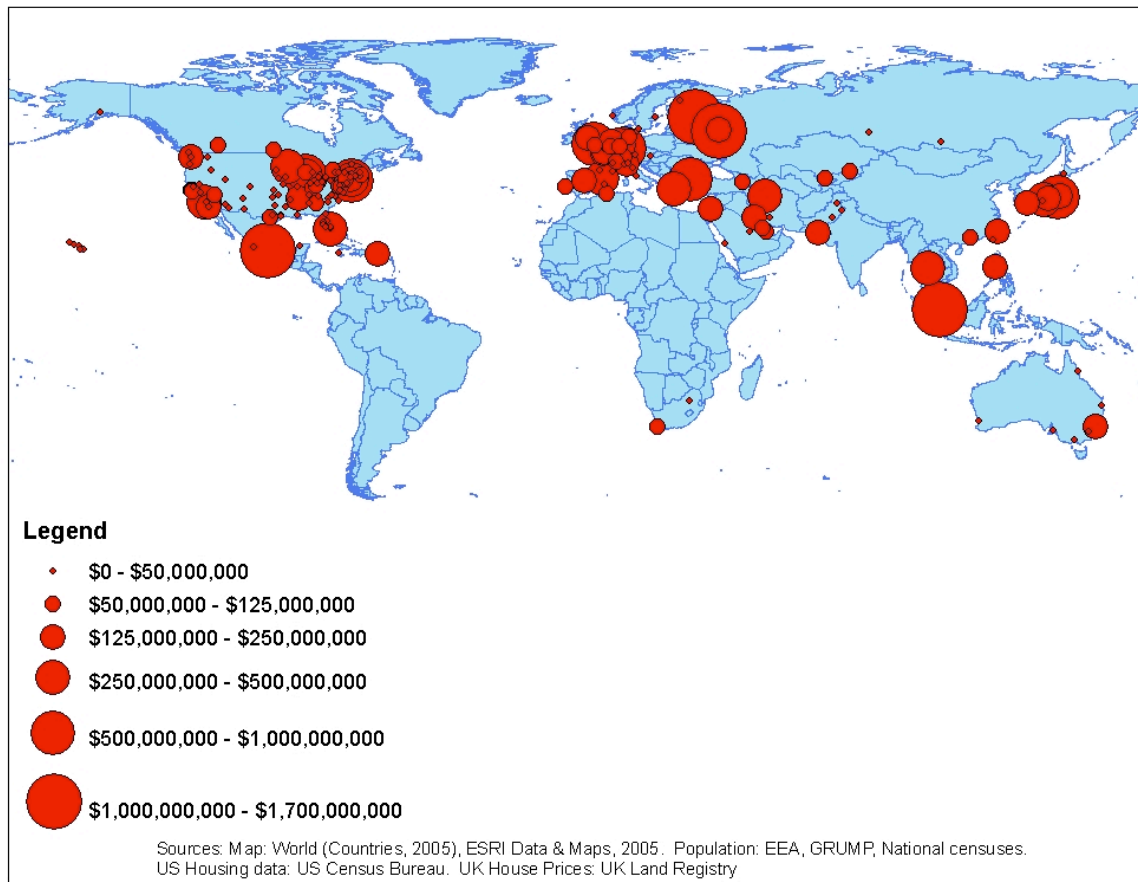 Legend
$0 - $50,000,000
$50,000,000 - $125,000,000
$125,000,000 - $250,000,000
$250,000,000 - $500,000,000
$500,000,000 - $1,000,000,000
$1,000,000,000 - $1,700,000,000
Sources: Map: World (Countries, 2005), ESRI Data & Maps, 2005. Population: EEA, GRUMP, National censuses.
US Housing data: US Census Bureau. UK House Prices: UK Land Registry